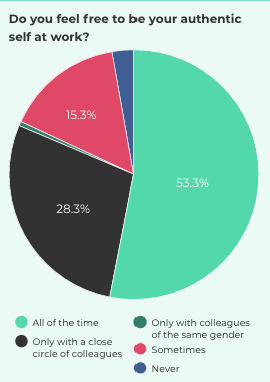 Do you feel free to be your authentic
self at work?
15.3%
53.3%
28.3%
All of the time
Only with a close
circle of colleagues
Only with colleagues
of the same gender
Sometimes
Never